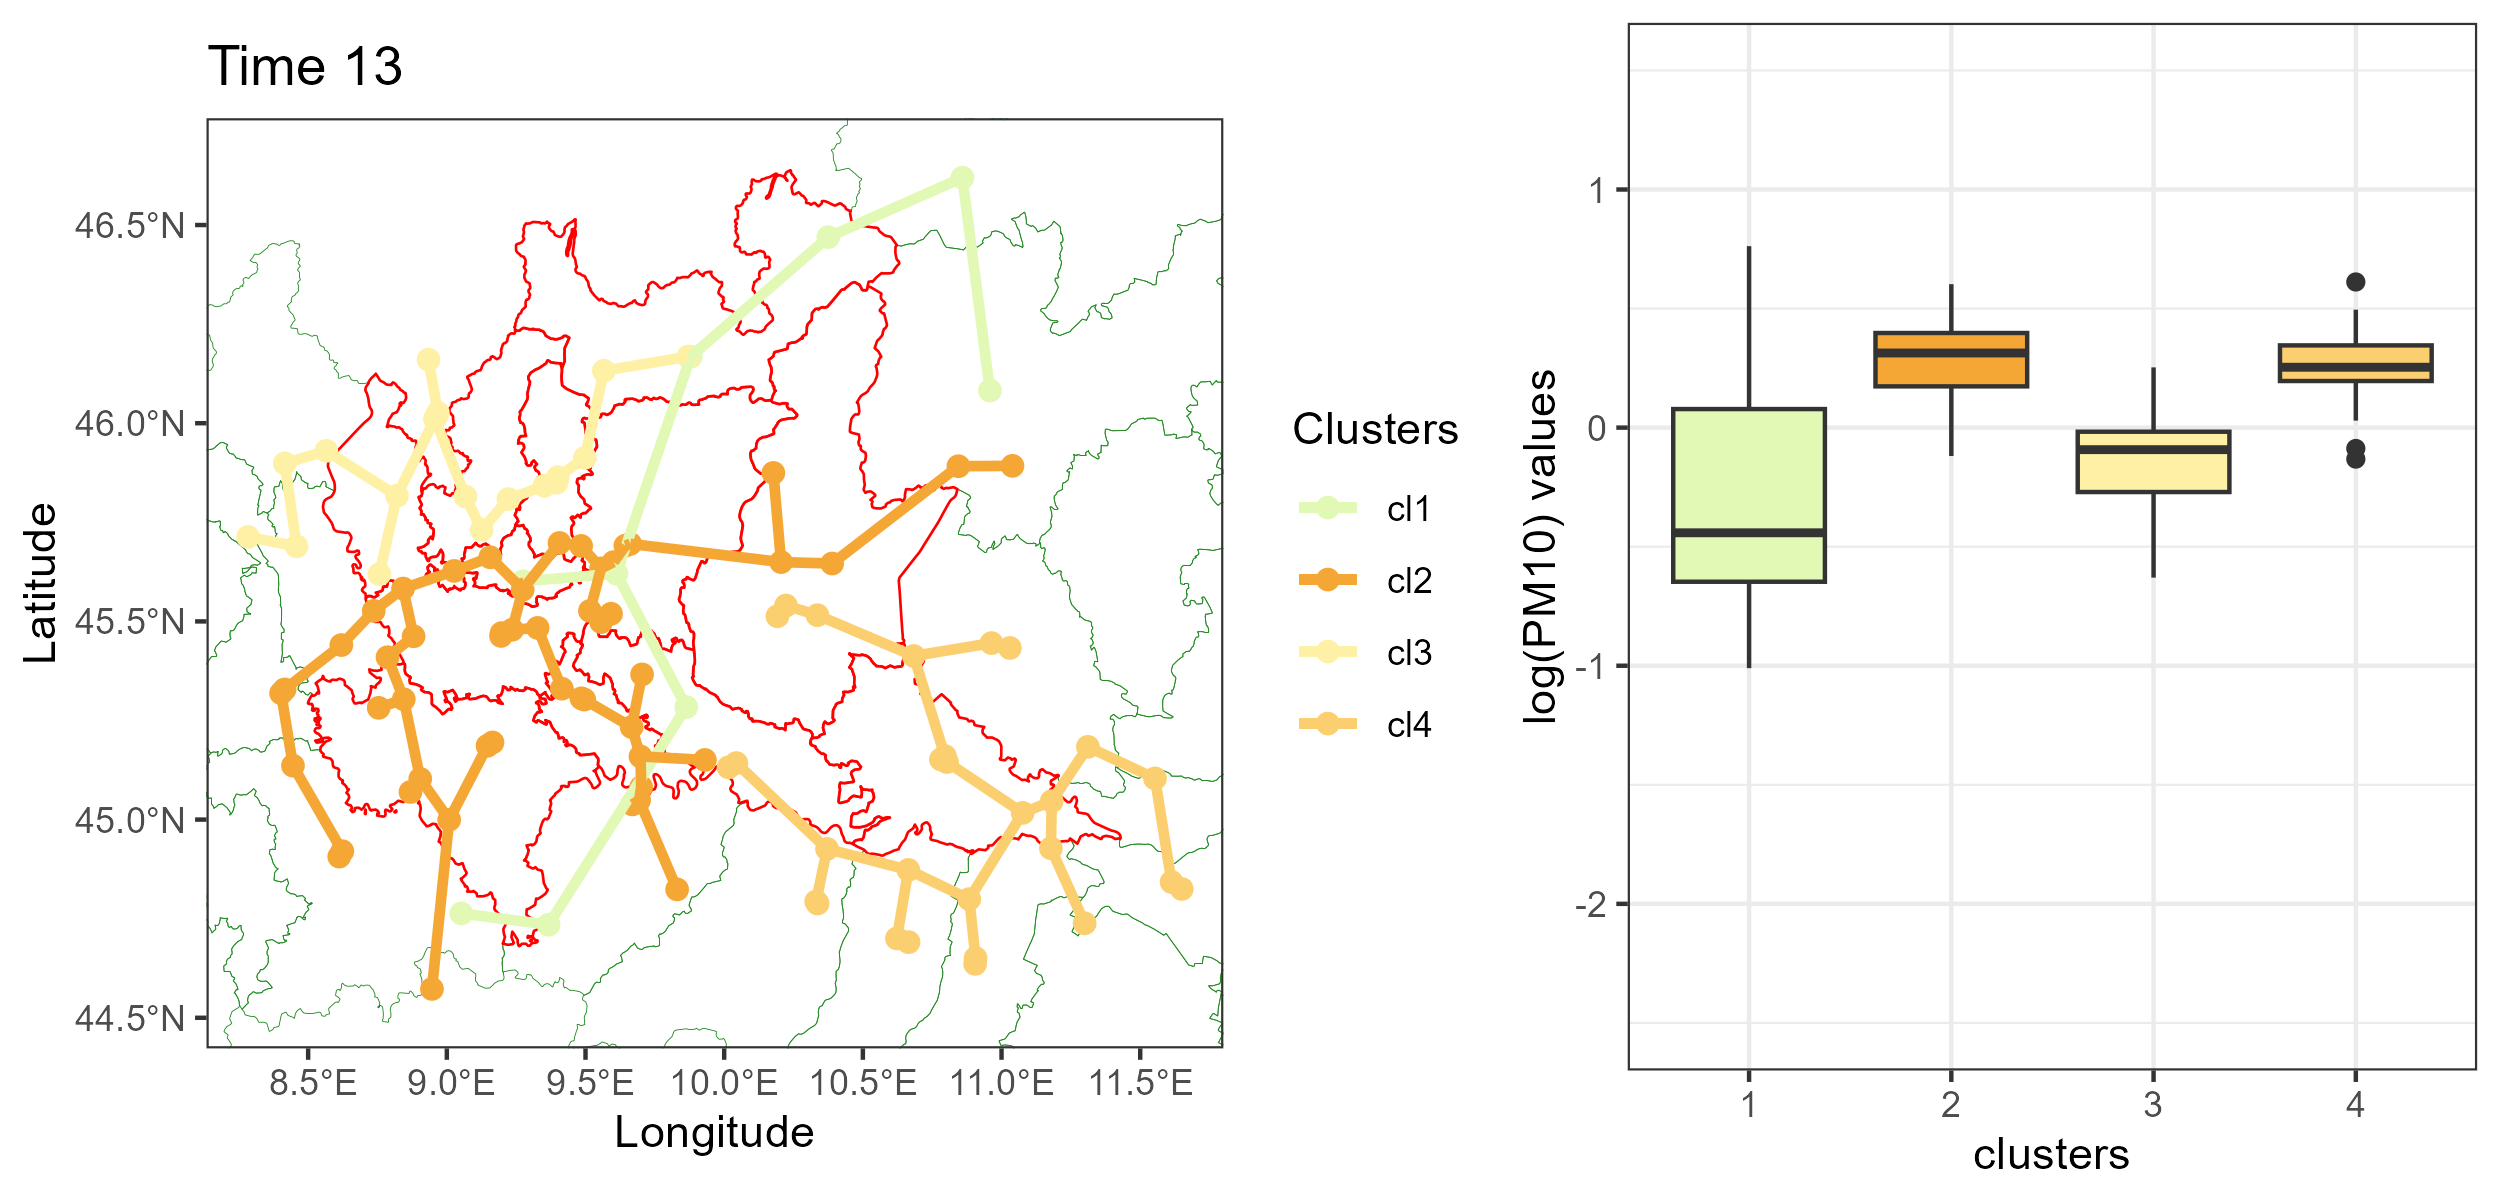 Time 13
Latitude
46.5°N
46.0°N
45.5°N
45.0°N
44.5°N
8.5°E 9.0°E 9.5°E 10.0°E 10.5°E 11.0°E 11.5°E
Longitude
Clusters
cl1
cl2
cl3
cl4
log(PM10) values
1
0
-1
-2
1 2 3 4
clusters